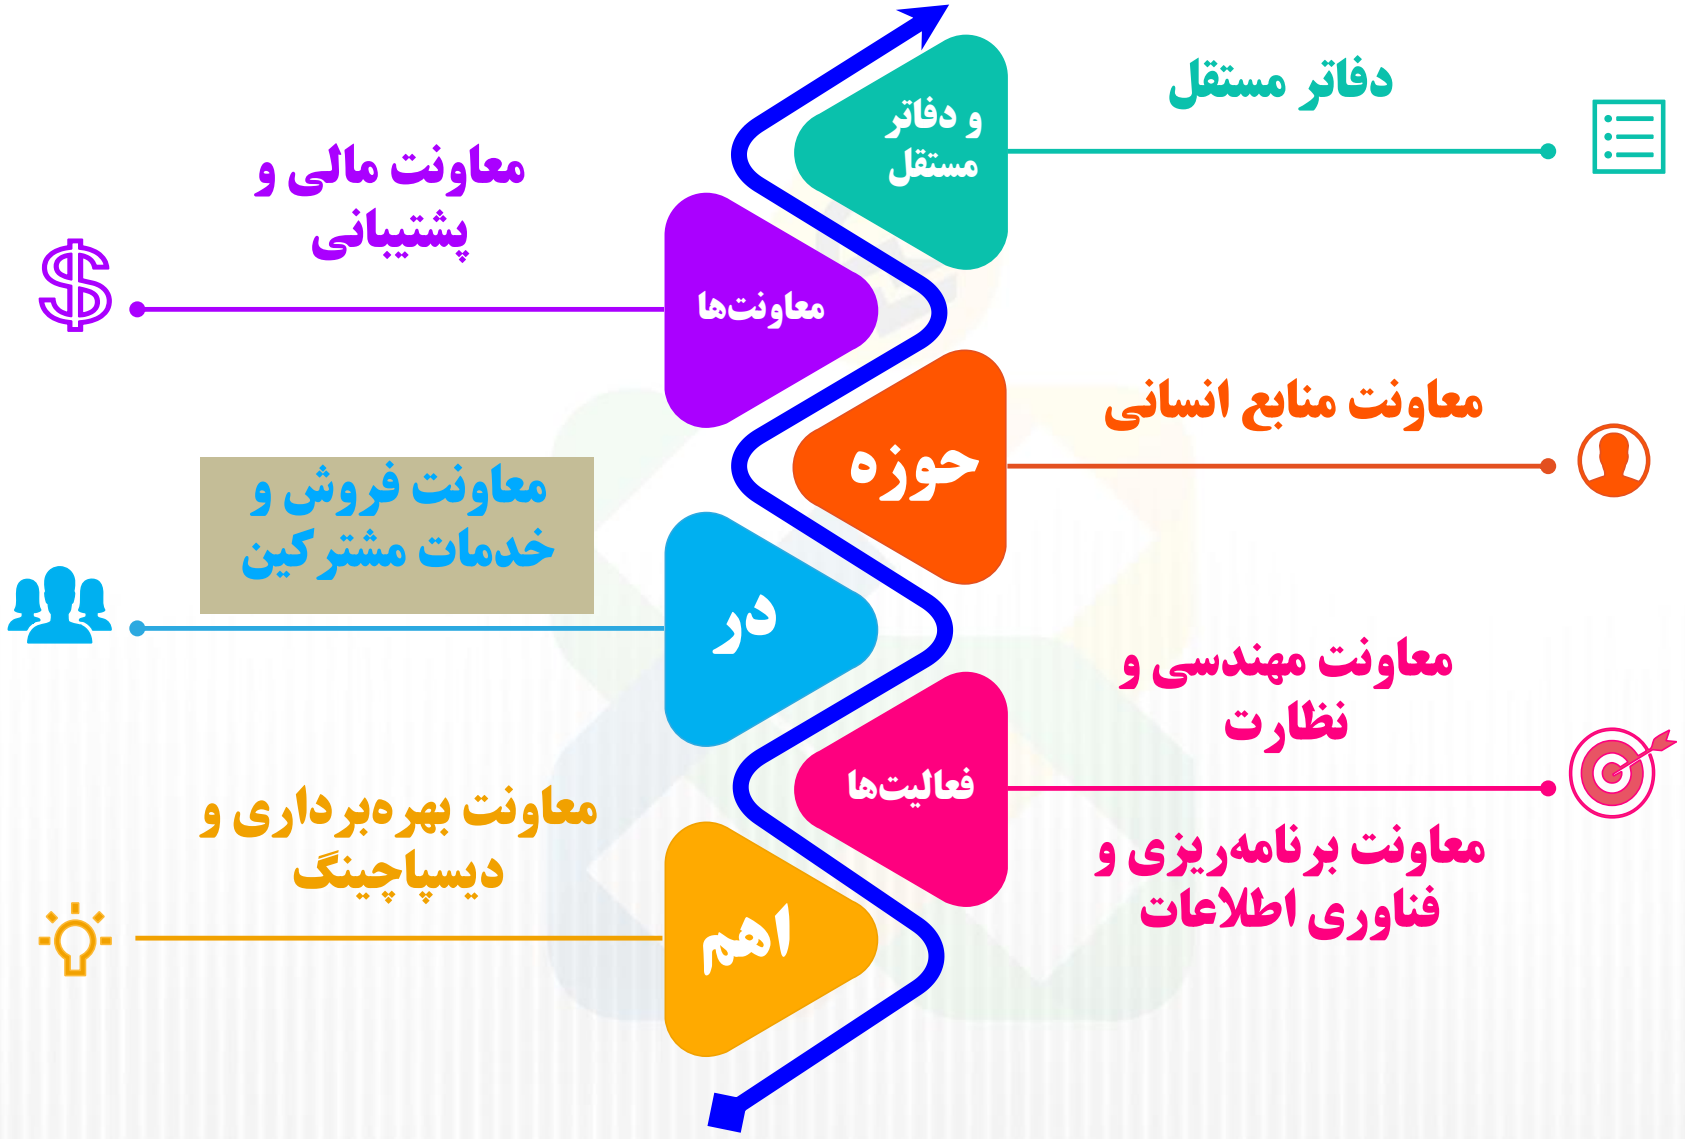 دفاتر مستقل
و دفاتر
مستقل
معاونت مالی و
پشتیبانی
معاونت‌ها
معاونت منابع انسانی
حوزه
معاونت فروش و
خدمات مشترکین
در
معاونت مهندسی و
نظارت
فعالیت‌ها
معاونت برنامه‌ریزی و
فناوری اطلاعات
معاونت بهره‌برداری و
دیسپاچینگ
اهم